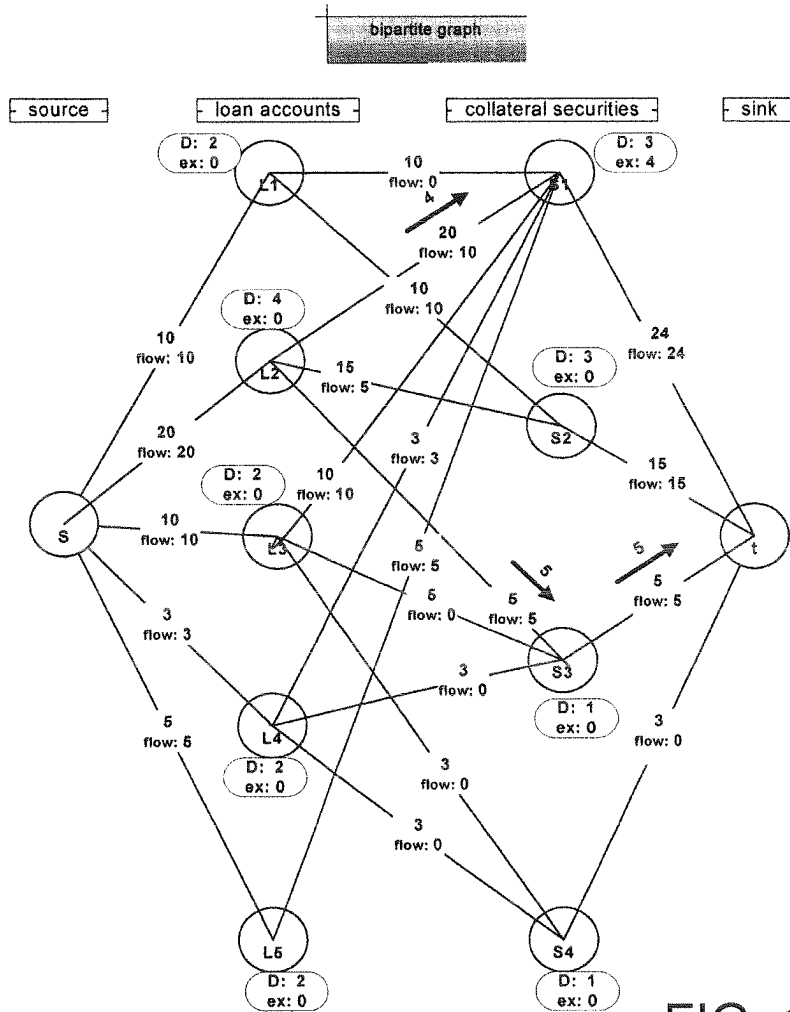 bipartite graph
source
loan accounts
collateral securities
sink
D: 2
ex: 0
L1
10
flow: 0
D: 3
ex: 4
S1
4
20
flow: 10
10
flow: 10
D: 4
ex: 0
L2
10
flow: 10
24
flow: 24
15
flow: 5
D: 3
ex: 0
S2
20
flow: 20
3
flow: 3
15
flow: 15
D: 2
ex: 0
10
flow: 10
S
10
flow: 10
L3
t
5
flow: 5
5
5
5
flow: 0
5
flow: 5
5
flow: 5
3
flow: 3
S3
3
flow: 0
D: 1
ex: 0
5
flow: 5
L4
D: 2
ex: 0
3
flow: 0
3
flow: 0
3
flow: 0
L5
D: 2
ex: 0
S4
D: 1
ex: 0